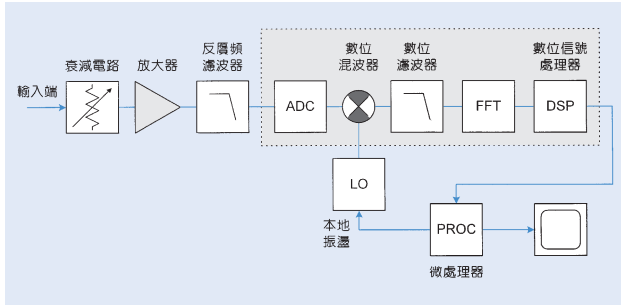 輸入端
衰減電路
放大器
反贗頻
濾波器
ADC
數位
混波器
數位
濾波器
FFT
數位信號
處理器
DSP
LO
本地
振盪
PROC
微處理器